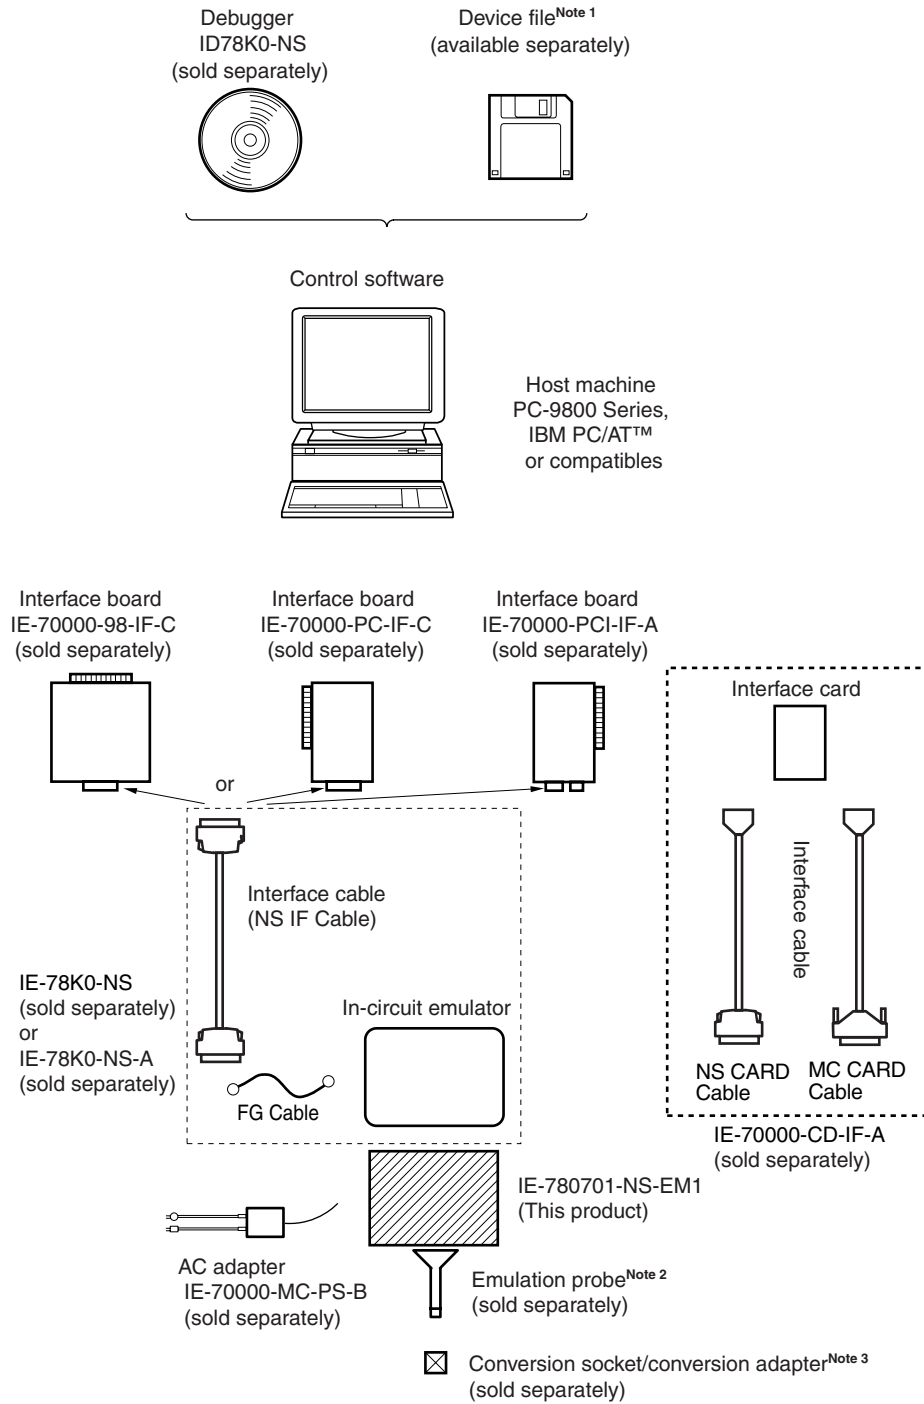 Debugger
ID78K0-NS
(sold separately)
Device fileNote 1
(available separately)
Control software
Host machine
PC-9800 Series,
IBM PC/AT™
or compatibles
Interface board
IE-70000-98-IF-C
(sold separately)
Interface board
IE-70000-PC-IF-C
(sold separately)
Interface board
IE-70000-PCI-IF-A
(sold separately)
Interface card
or
Interface cable
(NS IF Cable)
Interface cable
IE-78K0-NS
(sold separately)
or
IE-78K0-NS-A
(sold separately)
In-circuit emulator
FG Cable
NS CARD
Cable
MC CARD
Cable
IE-70000-CD-IF-A
(sold separately)
IE-780701-NS-EM1
(This product)
AC adapter
IE-70000-MC-PS-B
(sold separately)
Emulation probeNote 2
(sold separately)
Conversion socket/conversion adapterNote 3
(sold separately)